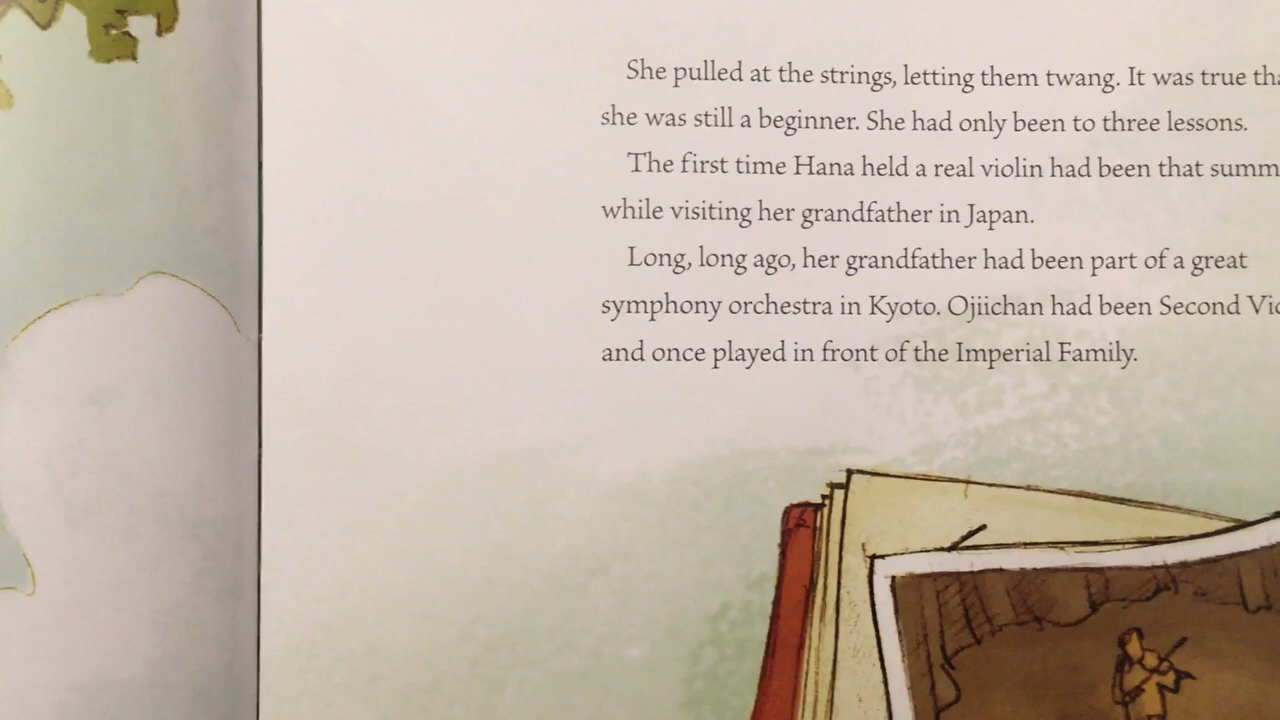 She pulled at the strings, letting them twang. It was true
she was still a beginner. She had only been to three lessons.
The first time Hana held a real violin had been that
while visiting her grandfather in Japan.
Long, long ago, her grandfather had been part of a great
symphony orchestra in Kyoto. Ojiichan had been Second
and once played in front of the Imperial Family.